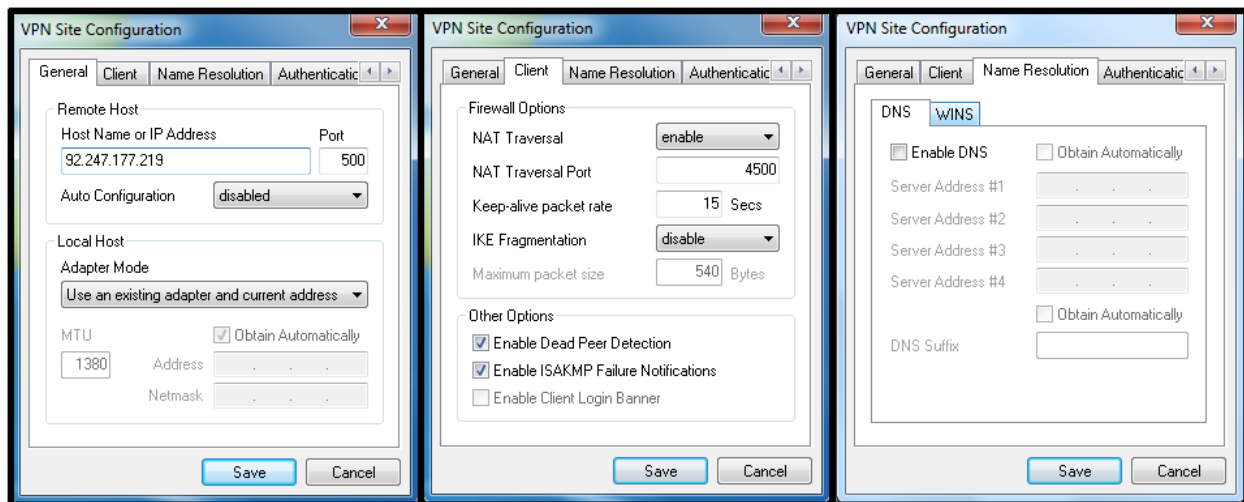 VPN Site Configuration
General Client Name Resolution Authenticatic
Remote Host
Host Name or IP Address Port
92.247.177.219 500
Auto Configuration disabled
Local Host
Adapter Mode
Use an existing adapter and current address
MTU Obtain Automatically
1380 Address . . .
Netmask . . .
Save Cancel
VPN Site Configuration
General Client Name Resolution Authenticatic
Firewall Options
NAT Traversal enable
NAT Traversal Port 4500
Keep-alive packet rate 15 Secs
IKE Fragmentation disable
Maximum packet size 540 Bytes
Other Options
Enable Dead Peer Detection
Enable ISAKMP Failure Notifications
Enable Client Login Banner
Save Cancel
VPN Site Configuration
General Client Name Resolution Authenticatic
DNS WINS
Enable DNS Obtain Automatically
Server Address #1 . . .
Server Address #2 . . .
Server Address #3 . . .
Server Address #4 . . .
Obtain Automatically
DNS Suffix
Save Cancel